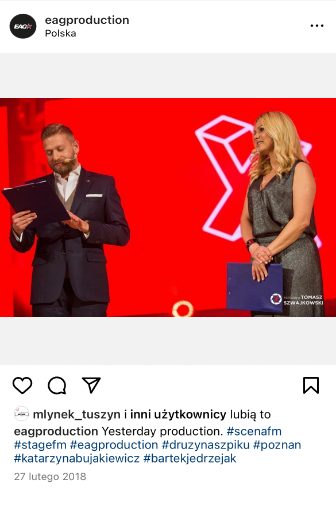 EAGX
eagproduction
Polska
TOMASZ
SZWAJKOWSKI
mlynek_tuszyn i inni użytkownicy lubią to
eagproduction Yesterday production. #scenafm
#stagefm #eagproduction #druzynaszpiku #poznan
#katarzynabujakiewicz #bartekjedrzejak
27 lutego 2018